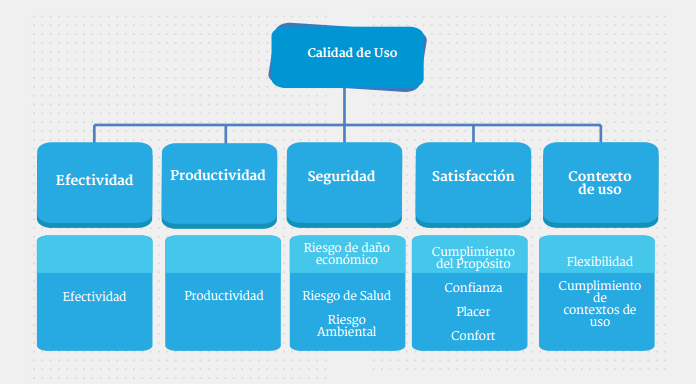 Calidad de Uso
Efectividad
Productividad
Seguridad
Satisfacción
Contexto
de uso
Efectividad
Productividad
Riesgo de daño
económico
Riesgo de Salud
Riesgo
Ambiental
Cumplimiento
del Propósito
Confianza
Placer
Confort
Flexibilidad
Cumplimiento
de
contextos de
uso